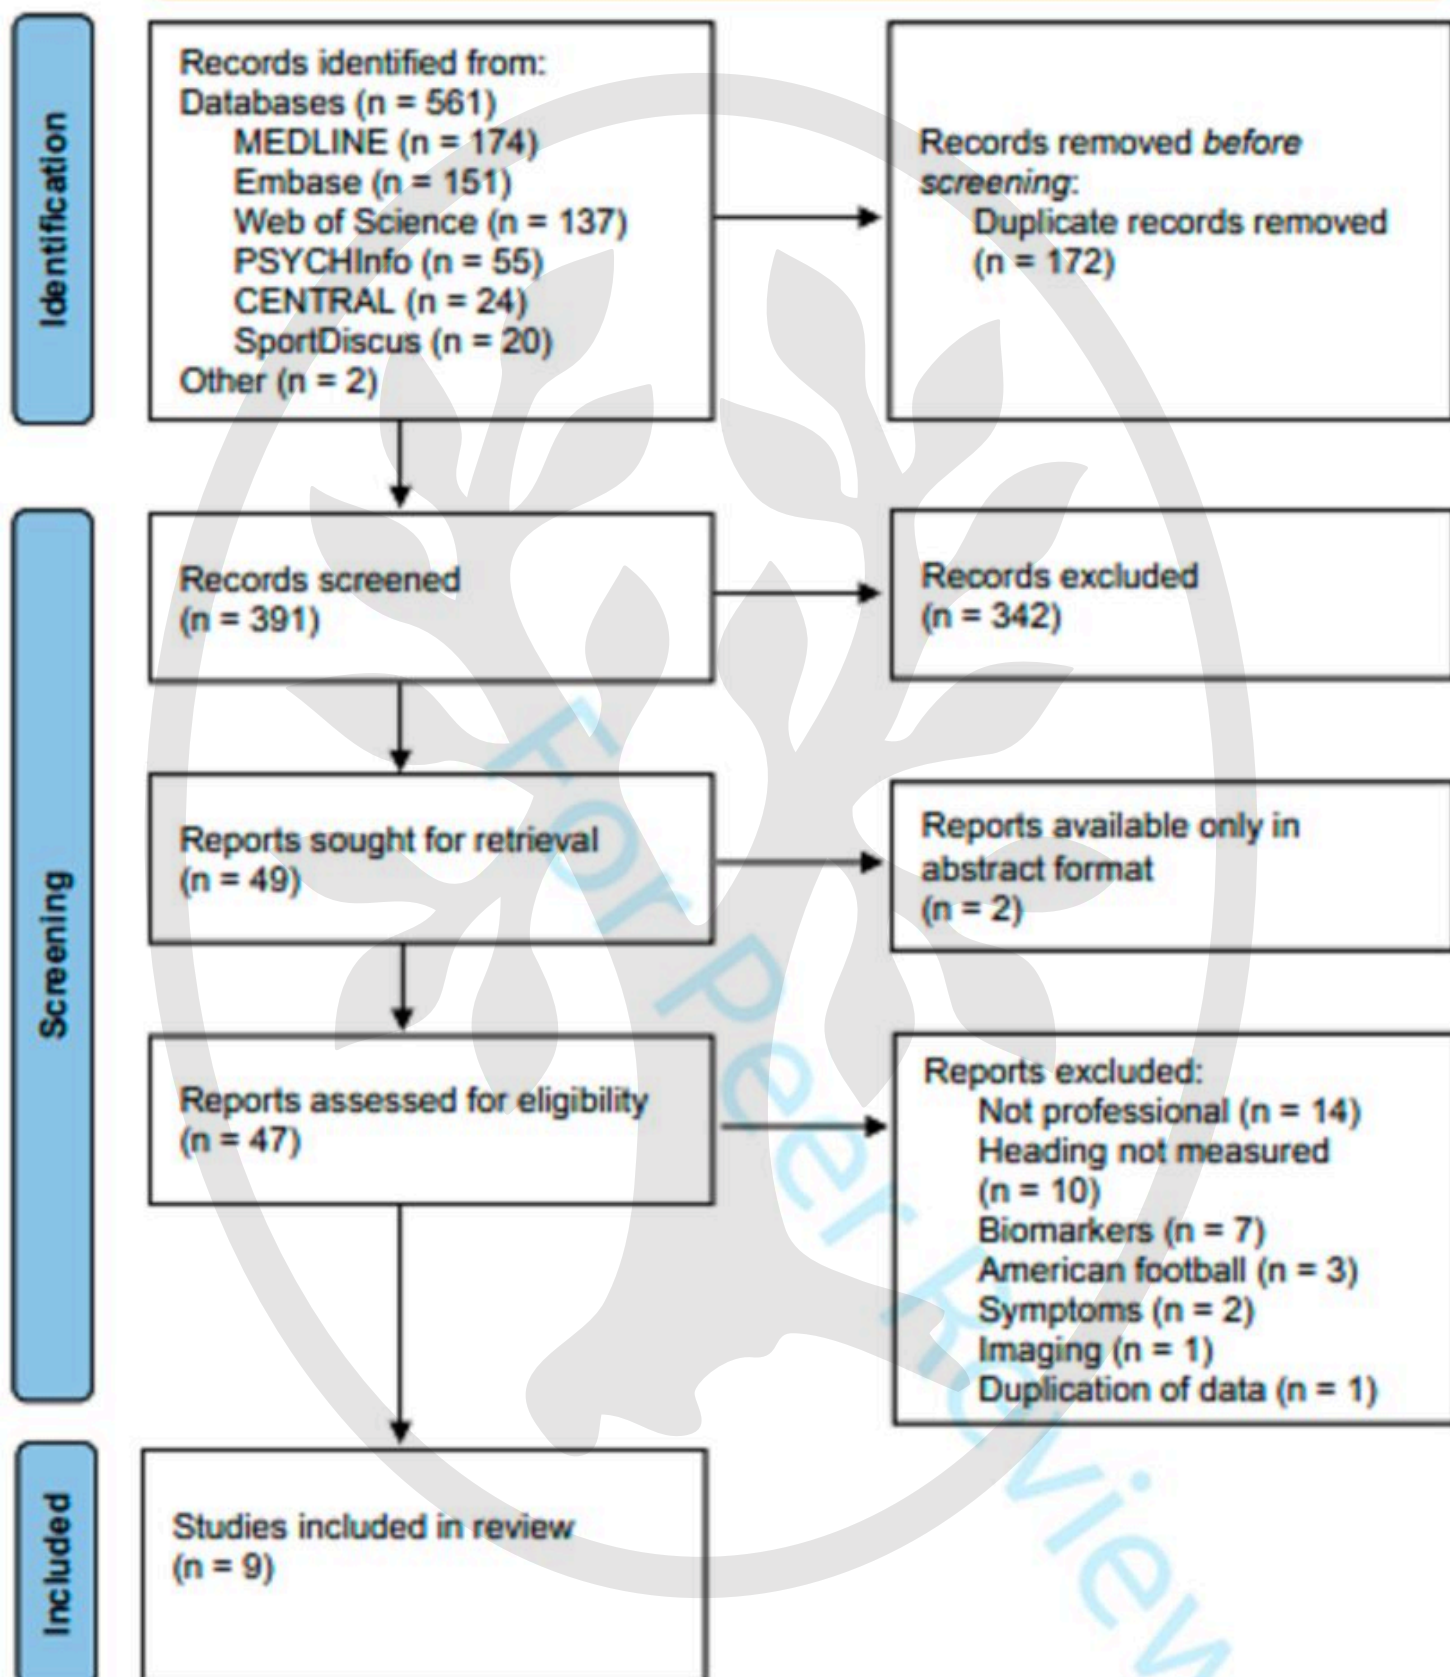 Identification
Records identified from:
Databases (n = 561)
MEDLINE (n = 174)
Embase (n = 151)
Web of Science (n = 137)
PSYCHInfo (n = 55)
CENTRAL (n = 24)
SportDiscus (n = 20)
Other (n = 2)
Records removed before
screening:
Duplicate records removed
(n = 172)
Screening
Records screened
(n = 391)
Records excluded
(n = 342)
Reports sought for retrieval
(n = 49)
Reports available only in
abstract format
(n = 2)
Reports assessed for eligibility
(n = 47)
Reports excluded:
Not professional (n = 14)
Heading not measured
(n = 10)
Biomarkers (n = 7)
American football (n = 3)
Symptoms (n = 2)
Imaging (n = 1)
Duplication of data (n = 1)
Included
Studies included in review
(n = 9)
For Peer Review